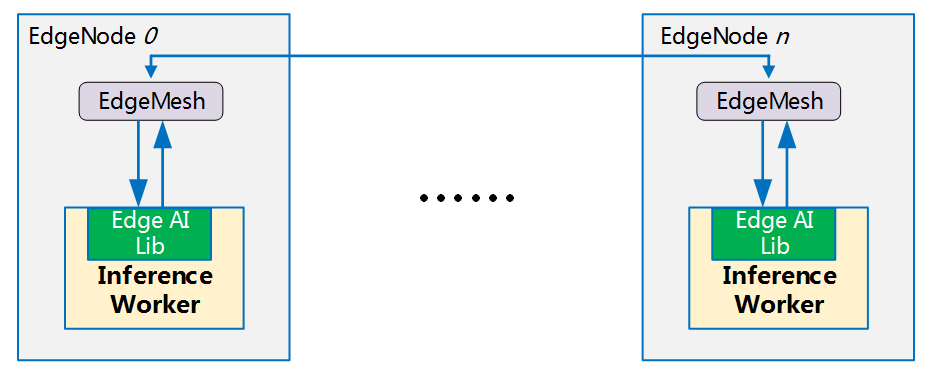 EdgeNode 0
EdgeMesh
Edge AI
Lib
Inference
Worker
......
EdgeNode n
EdgeMesh
Edge AI
Lib
Inference
Worker